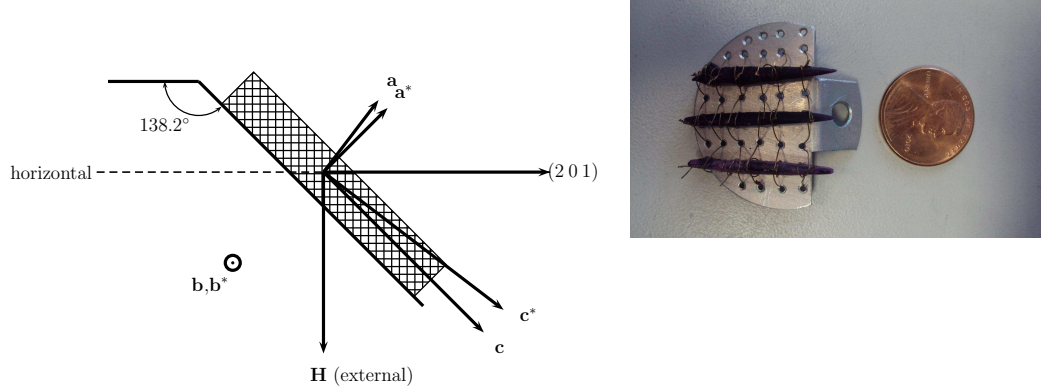 a
a*
138.2°
horizontal
(2 0 1)
b,b*
c*
c
H (external)